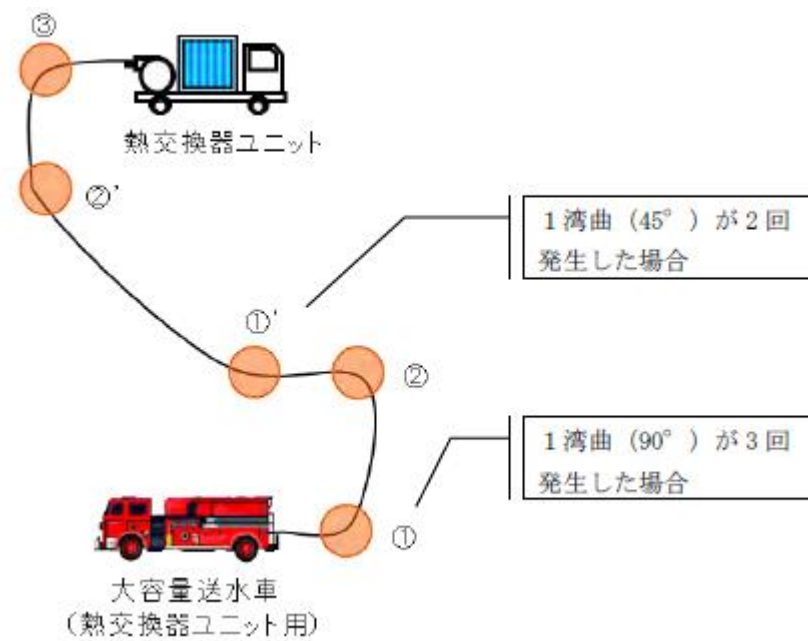 ③
熱交換器ユニット
②'
1湾曲（45°）が2回
発生した場合
①'
②
1湾曲（90°）が3回
発生した場合
①
大容量送水車
（熱交換器ユニット用）